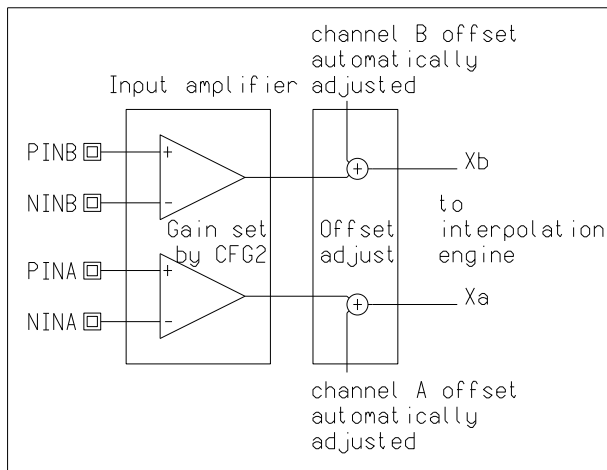 channel B offset
automatically
adjusted
Input amplifier
PINB
+
-
NINB
+
Xb
Gain set
by CFG2
Offset
adjust
to
interpolation
engine
PINA
+
-
NINA
+
Xa
channel A offset
automatically
adjusted